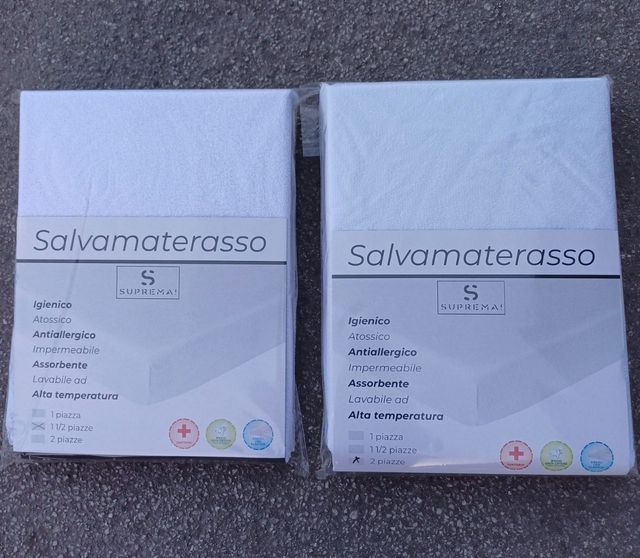 Salvamaterasso
S
SUPREMA!
Igienico
Atossico
Antiallergico
Impermeabile
Assorbente
Lavabile ad
Alta temperatura
1 piazza
1 1/2 piazze
2 piazze
Salvamaterasso
S
SUPREMA!
Igienico
Atossico
Antiallergico
Impermeabile
Assorbente
Lavabile ad
Alta temperatura
1 piazza
1 1/2 piazze
2 piazze